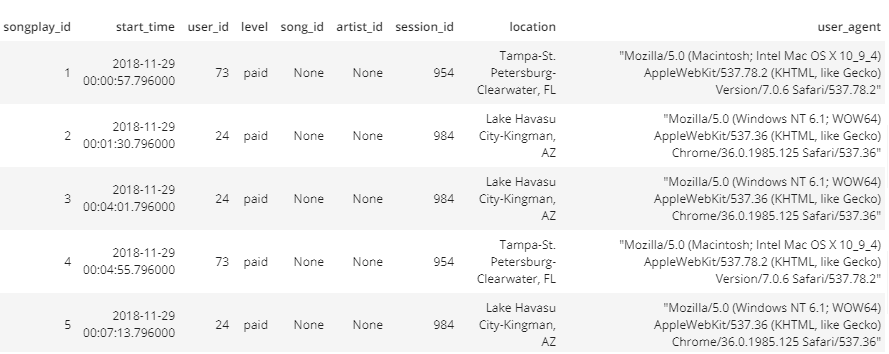 songplay_id start_time user_id level song_id artist_id session_id location user_agent
1 2018-11-29 00:00:57.796000 73 paid None None 954 Tampa-St. Petersburg-Clearwater, FL "Mozilla/5.0 (Macintosh; Intel Mac OS X 10_9_4) AppleWebKit/537.78.2 (KHTML, like Gecko) Version/7.0.6 Safari/537.78.2"
2 2018-11-29 00:01:30.796000 24 paid None None 984 Lake Havasu City-Kingman, AZ "Mozilla/5.0 (Windows NT 6.1; WOW64) AppleWebKit/537.36 (KHTML, like Gecko) Chrome/36.0.1985.125 Safari/537.36"
3 2018-11-29 00:04:01.796000 24 paid None None 984 Lake Havasu City-Kingman, AZ "Mozilla/5.0 (Windows NT 6.1; WOW64) AppleWebKit/537.36 (KHTML, like Gecko) Chrome/36.0.1985.125 Safari/537.36"
4 2018-11-29 00:04:55.796000 73 paid None None 954 Tampa-St. Petersburg-Clearwater, FL "Mozilla/5.0 (Macintosh; Intel Mac OS X 10_9_4) AppleWebKit/537.78.2 (KHTML, like Gecko) Version/7.0.6 Safari/537.78.2"
5 2018-11-29 00:07:13.796000 24 paid None None 984 Lake Havasu City-Kingman, AZ "Mozilla/5.0 (Windows NT 6.1; WOW64) AppleWebKit/537.36 (KHTML, like Gecko) Chrome/36.0.1985.125 Safari/537.36"